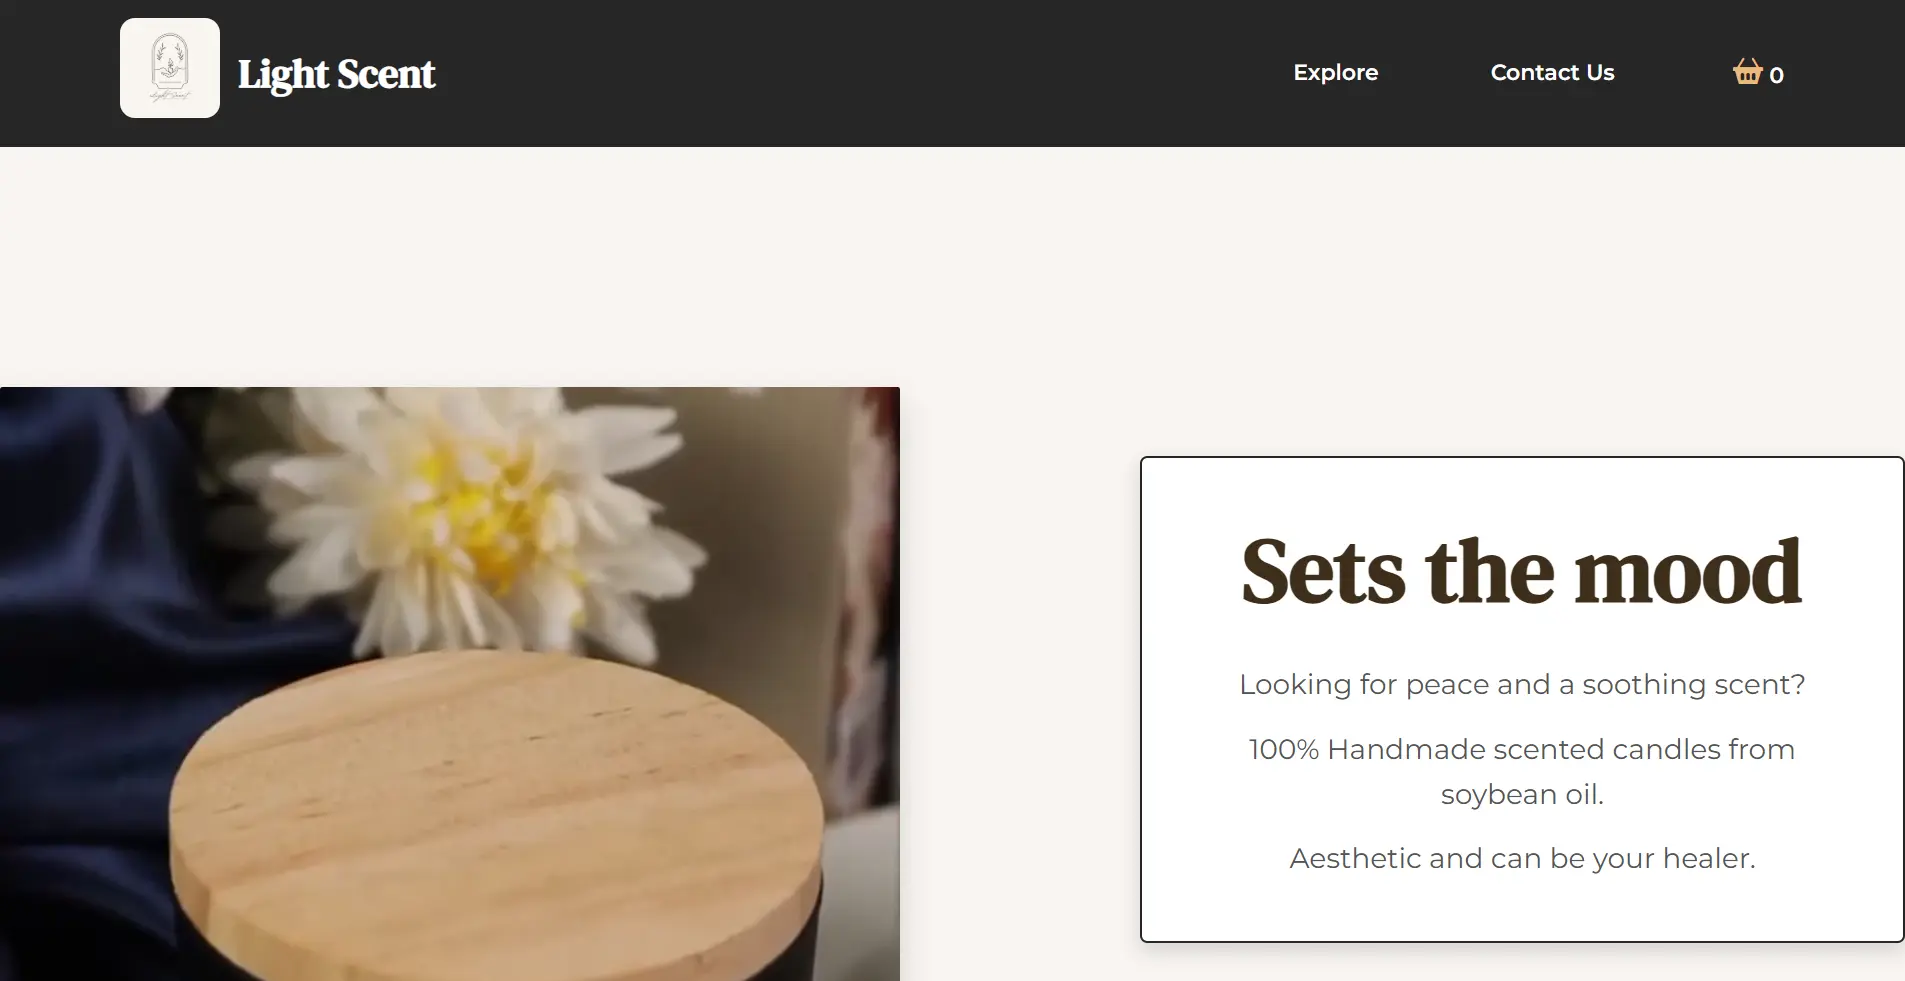 Light Scent
Explore
Contact Us
0
Sets the mood
Looking for peace and a soothing scent?
100% Handmade scented candles from
soybean oil.
Aesthetic and can be your healer.